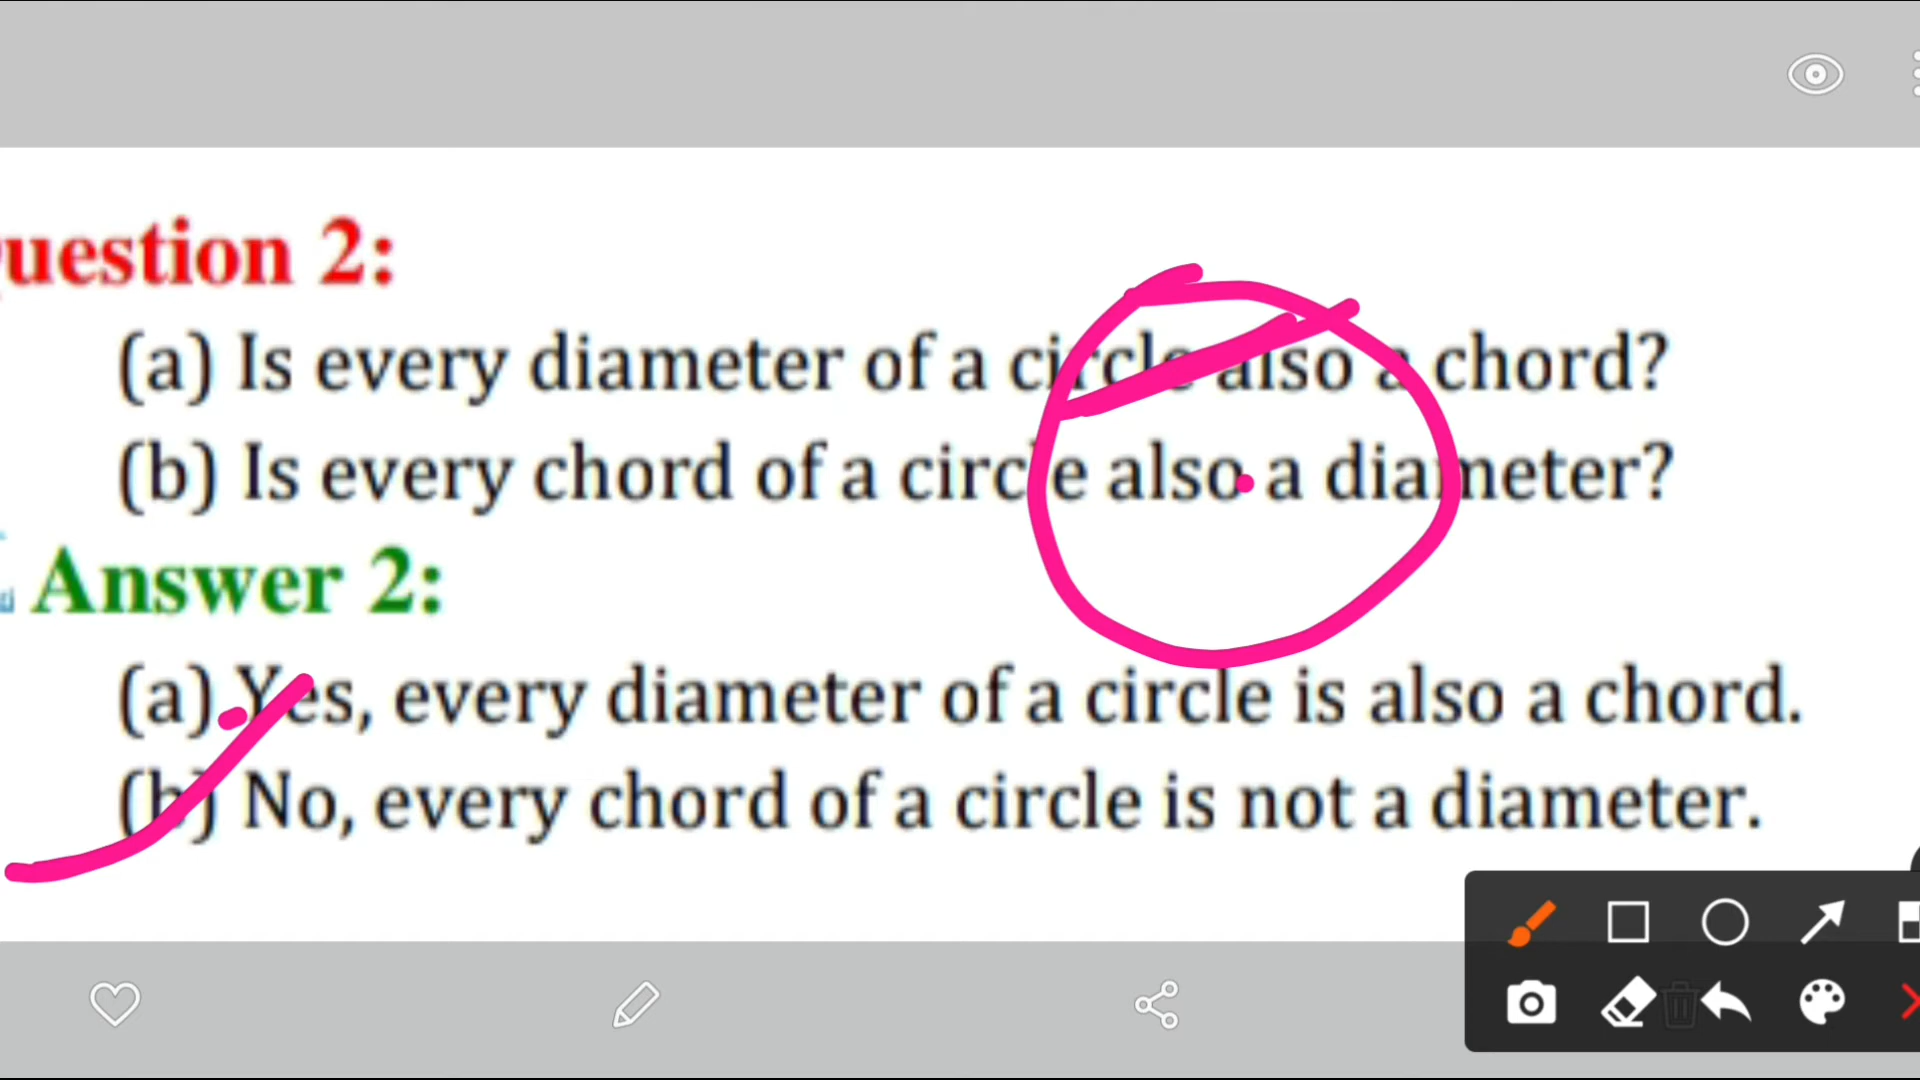 uestion 2:
(a) Is every diameter of a circle also a chord?
(b) Is every chord of a circle also a diameter?
Answer 2:
(a) Yes, every diameter of a circle is also a chord.
(b) No, every chord of a circle is not a diameter.